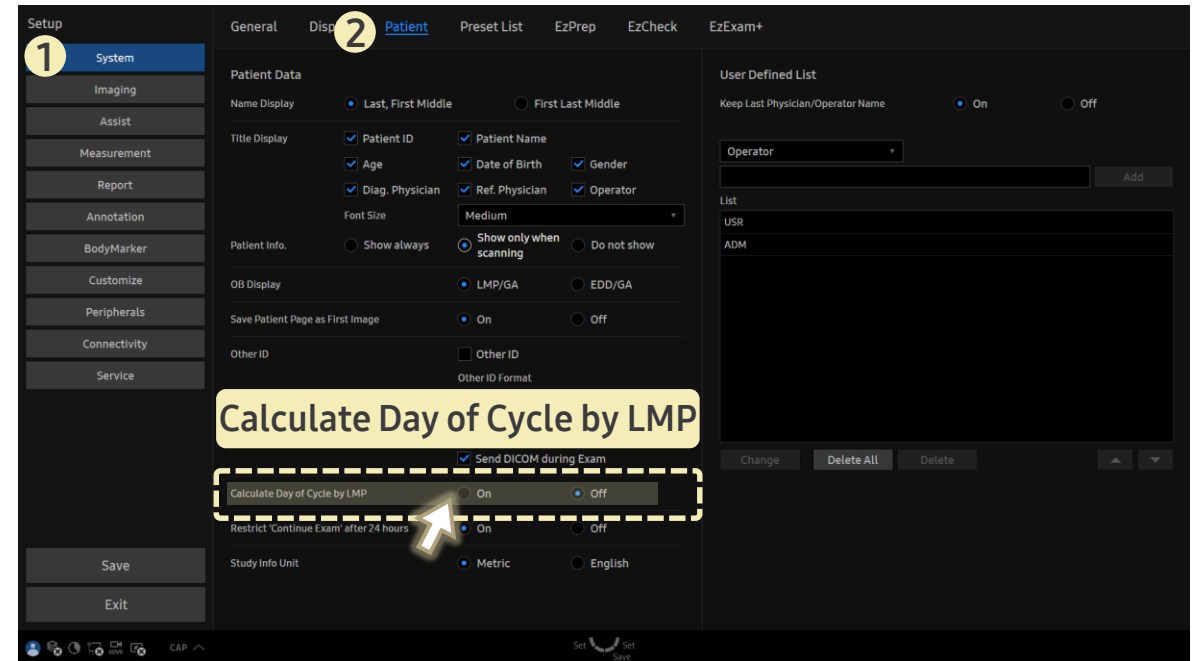 Setup
1
System
Imaging
Assist
Measurement
Report
Annotation
BodyMarker
Customize
Peripherals
Connectivity
Service
Save
Exit
General Disp 2 Patient Preset List EzPrep EzCheck EzExam+
Patient Data
Name Display Last, First Middle First Last Middle
Title Display Patient ID Patient Name
Age Date of Birth Gender
Diag. Physician Ref. Physician Operator
Font Size Medium
Patient Info. Show always Show only when scanning Do not show
OB Display LMP/GA EDD/GA
Save Patient Page as First Image On Off
Other ID Other ID
Other ID Format
Calculate Day of Cycle by LMP
Send DICOM during Exam
Calculate Day of Cycle by LMP On Off
Restrict 'Continue Exam' after 24 hours On Off
Study Info Unit Metric English
User Defined List
Keep Last Physician/Operator Name On Off
Operator
Add
List
USR
ADM
Change Delete All Delete
CAP
Set Set
Save